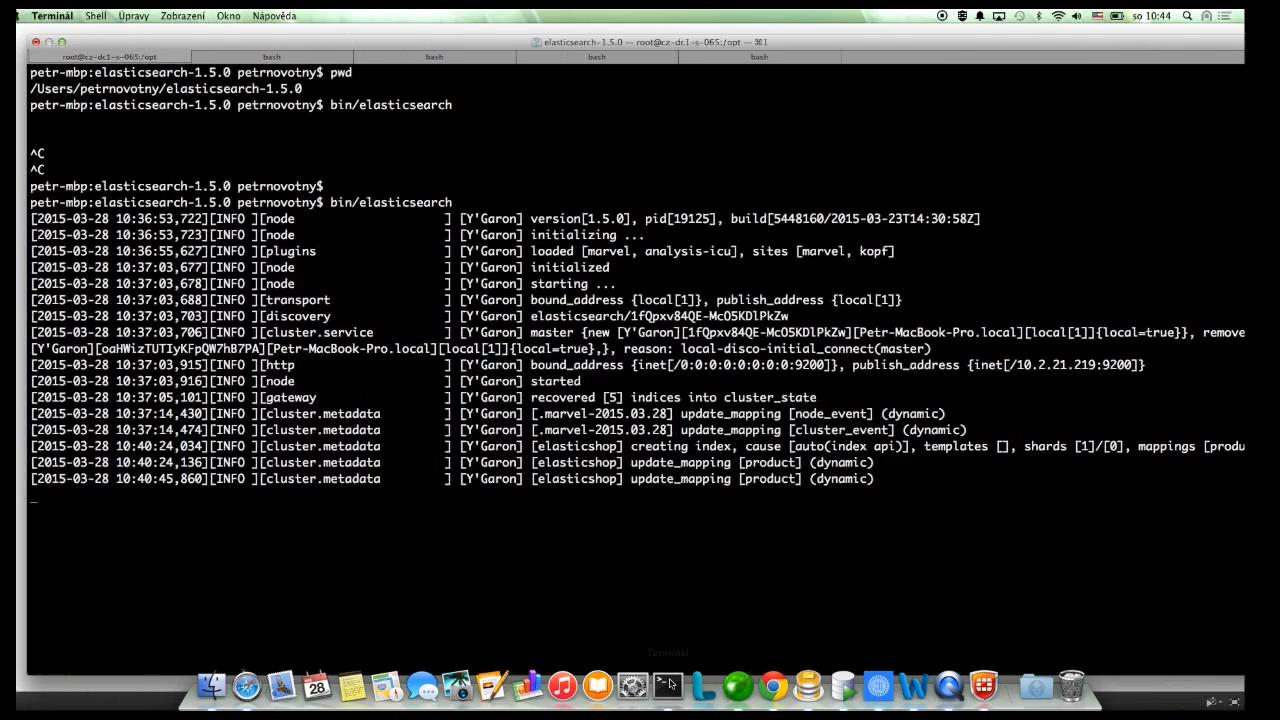 Terminál Shell Úpravy Zobrazení Okno Nápověda so 10:44
elasticsearch-1.5.0 — root@cz-dc1-s-065:/opt — ⌘1
root@cz-dc1-s-065:/opt bash bash bash bash
petr-mbp:elasticsearch-1.5.0 petrnovotny$ pwd
/Users/petrnovotny/elasticsearch-1.5.0
petr-mbp:elasticsearch-1.5.0 petrnovotny$ bin/elasticsearch
^C
^C
petr-mbp:elasticsearch-1.5.0 petrnovotny$
petr-mbp:elasticsearch-1.5.0 petrnovotny$ bin/elasticsearch
[2015-03-28 10:36:53,722][INFO ][node ] [Y'Garon] version[1.5.0], pid[19125], build[5448160/2015-03-23T14:30:58Z]
[2015-03-28 10:36:53,723][INFO ][node ] [Y'Garon] initializing ...
[2015-03-28 10:36:55,627][INFO ][plugins ] [Y'Garon] loaded [marvel, analysis-icu], sites [marvel, kopf]
[2015-03-28 10:37:03,677][INFO ][node ] [Y'Garon] initialized
[2015-03-28 10:37:03,678][INFO ][node ] [Y'Garon] starting ...
[2015-03-28 10:37:03,688][INFO ][transport ] [Y'Garon] bound_address {local[1]}, publish_address {local[1]}
[2015-03-28 10:37:03,703][INFO ][discovery ] [Y'Garon] elasticsearch/1fQpxv84QE-McO5KDlPkZw
[2015-03-28 10:37:03,706][INFO ][cluster.service ] [Y'Garon] master {new [Y'Garon][1fQpxv84QE-McO5KDlPkZw][Petr-MacBook-Pro.local][local[1]]{local=true}}, remove
[Y'Garon][oaHWizTUTIyKFpQW7hB7PA][Petr-MacBook-Pro.local][local[1]]{local=true},}, reason: local-disco-initial_connect(master)
[2015-03-28 10:37:03,915][INFO ][http ] [Y'Garon] bound_address {inet[/0:0:0:0:0:0:0:0:9200]}, publish_address {inet[/10.2.21.219:9200]}
[2015-03-28 10:37:03,916][INFO ][node ] [Y'Garon] started
[2015-03-28 10:37:05,101][INFO ][gateway ] [Y'Garon] recovered [5] indices into cluster_state
[2015-03-28 10:37:14,430][INFO ][cluster.metadata ] [Y'Garon] [.marvel-2015.03.28] update_mapping [node_event] (dynamic)
[2015-03-28 10:37:14,474][INFO ][cluster.metadata ] [Y'Garon] [.marvel-2015.03.28] update_mapping [cluster_event] (dynamic)
[2015-03-28 10:40:24,034][INFO ][cluster.metadata ] [Y'Garon] [elasticshop] creating index, cause [auto(index api)], templates [], shards [1]/[0], mappings [produ
[2015-03-28 10:40:24,136][INFO ][cluster.metadata ] [Y'Garon] [elasticshop] update_mapping [product] (dynamic)
[2015-03-28 10:40:45,860][INFO ][cluster.metadata ] [Y'Garon] [elasticshop] update_mapping [product] (dynamic)
Terminál
28